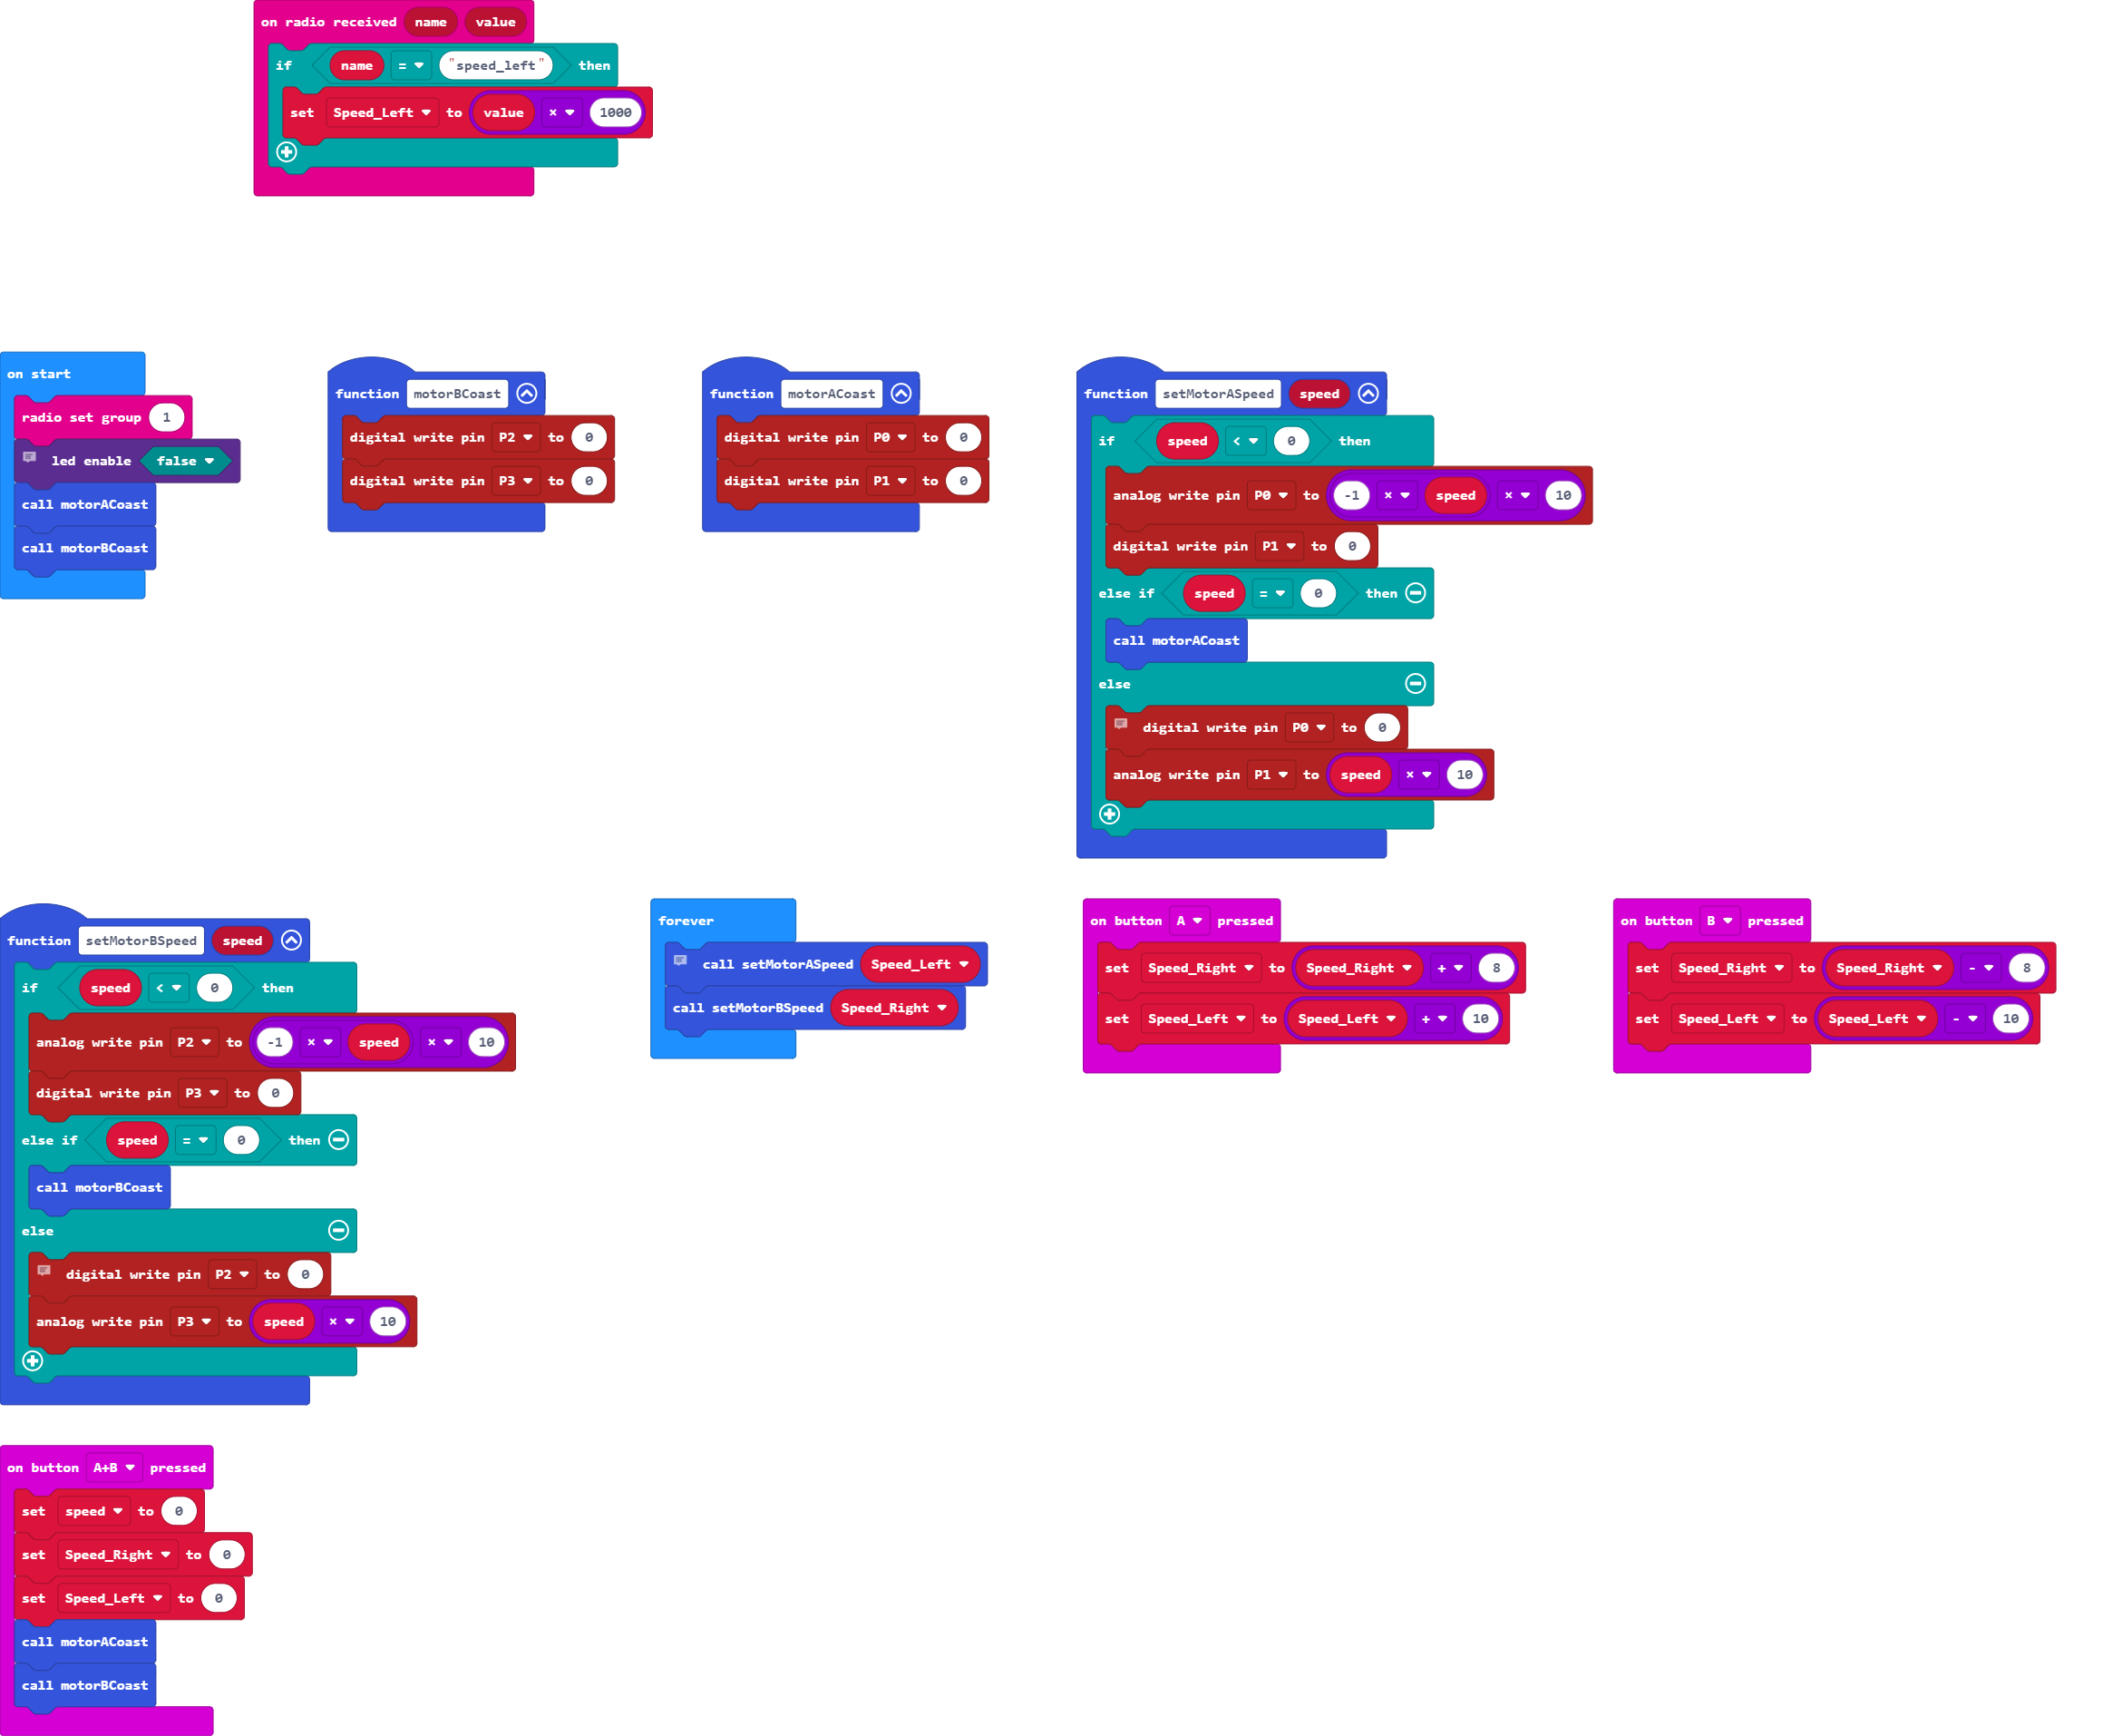 on radio received name value
if name = "speed_left" then
set Speed_Left to value × 1000
on start
radio set group 1
led enable false
call motorACoast
call motorBCoast
function motorBCoast
digital write pin P2 to 0
digital write pin P3 to 0
function motorACoast
digital write pin P0 to 0
digital write pin P1 to 0
function setMotorASpeed speed
if speed < 0 then
analog write pin P0 to -1 × speed × 10
digital write pin P1 to 0
else if speed = 0 then
call motorACoast
else
digital write pin P0 to 0
analog write pin P1 to speed × 10
function setMotorBSpeed speed
if speed < 0 then
analog write pin P2 to -1 × speed × 10
digital write pin P3 to 0
else if speed = 0 then
call motorBCoast
else
digital write pin P2 to 0
analog write pin P3 to speed × 10
forever
call setMotorASpeed Speed_Left
call setMotorBSpeed Speed_Right
on button A pressed
set Speed_Right to Speed_Right + 8
set Speed_Left to Speed_Left + 10
on button B pressed
set Speed_Right to Speed_Right - 8
set Speed_Left to Speed_Left - 10
on button A+B pressed
set speed to 0
set Speed_Right to 0
set Speed_Left to 0
call motorACoast
call motorBCoast